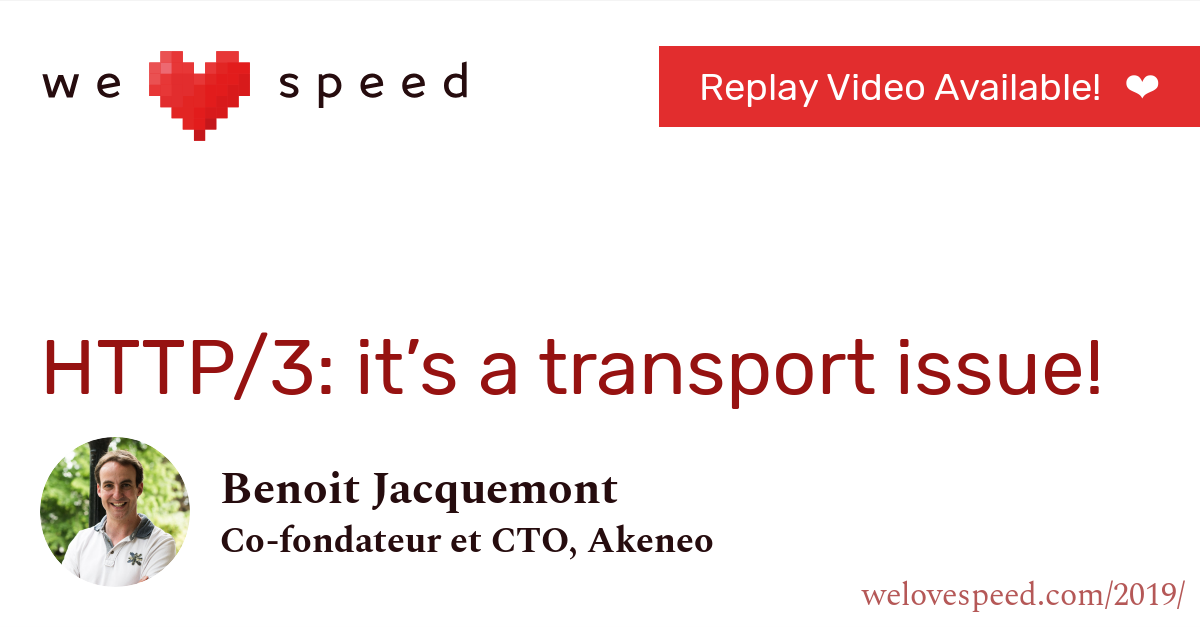 we speed
Replay Video Available! ❤
HTTP/3: it’s a transport issue!
Benoit Jacquemont
Co-fondateur et CTO, Akeneo
welovespeed.com/2019/